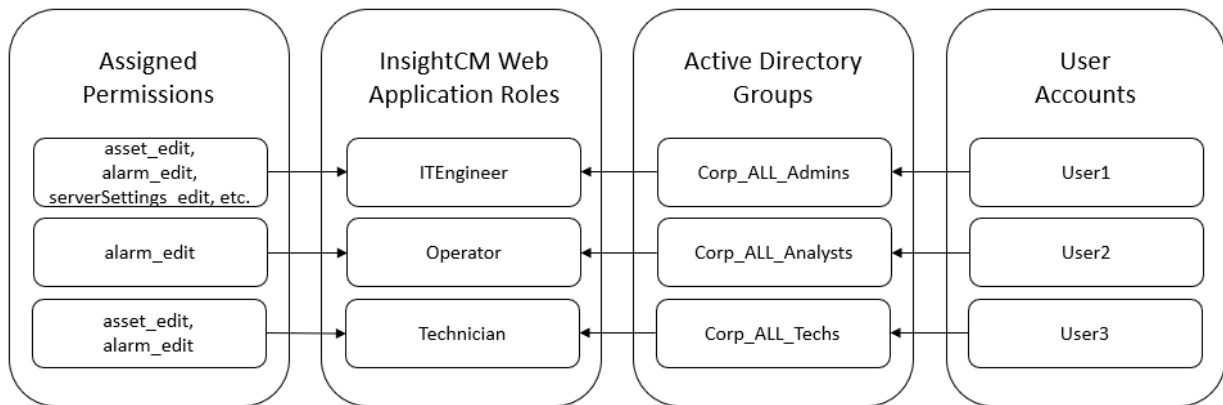 Assigned
Permissions
asset_edit,
alarm_edit,
serverSettings_edit, etc.
alarm_edit
asset_edit,
alarm_edit
InsightCM Web
Application Roles
ITEngineer
Operator
Technician
Active Directory
Groups
Corp_ALL_Admins
Corp_ALL_Analysts
Corp_ALL_Techs
User
Accounts
User1
User2
User3